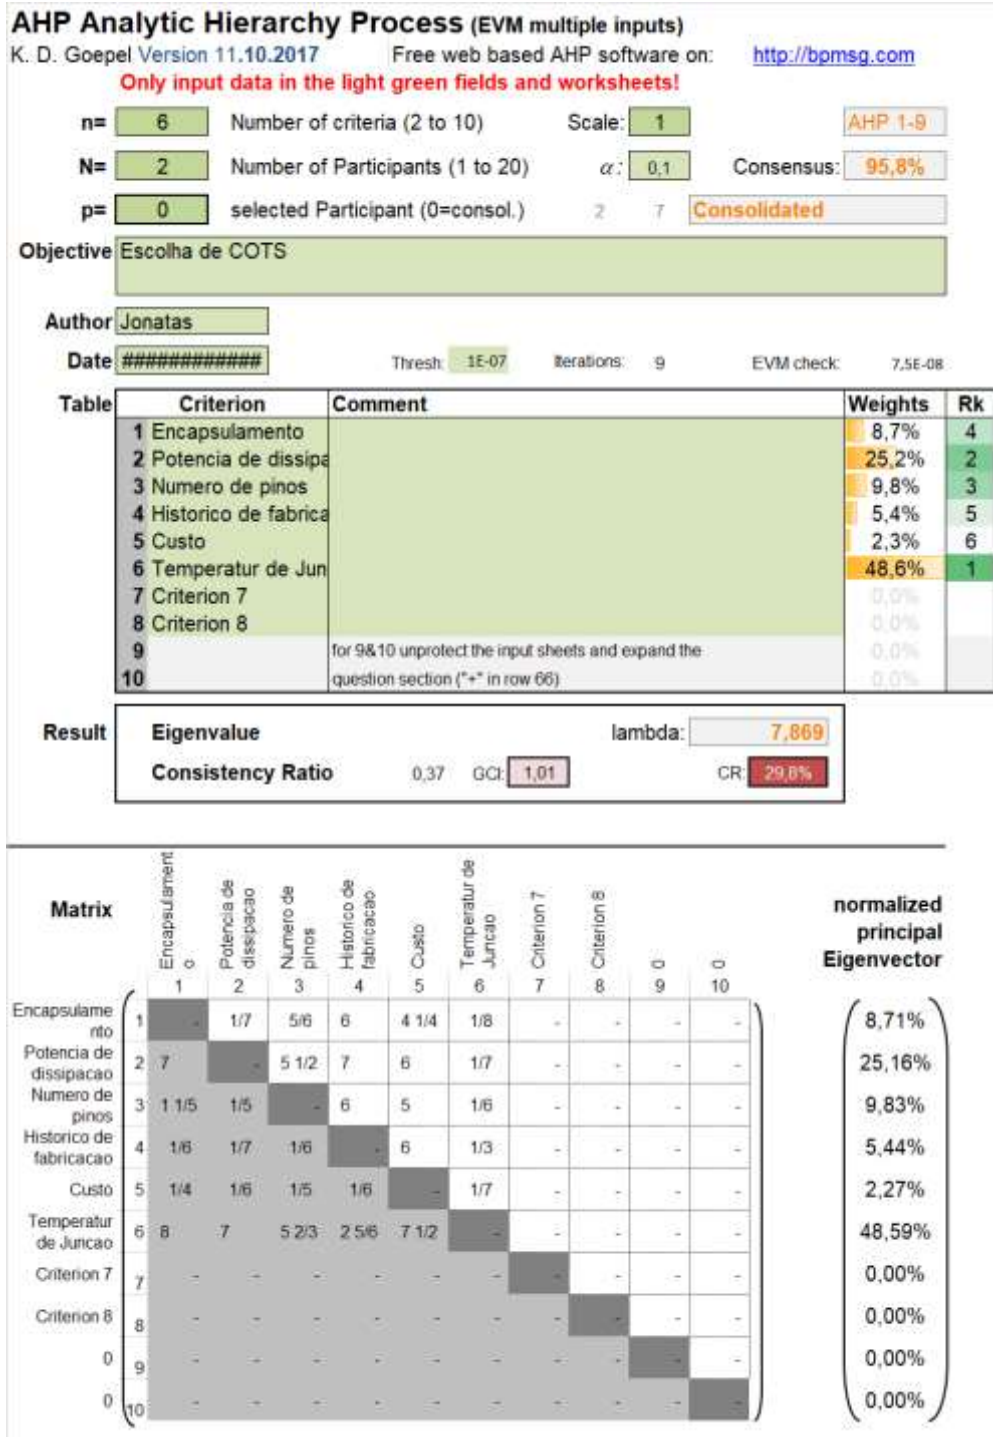 AHP Analytic Hierarchy Process (EVM multiple inputs)
K. D. Goepel Version 11.10.2017 Free web based AHP software on: http://bpmsg.com
Only input data in the light green fields and worksheets!
n= 6 Number of criteria (2 to 10) Scale: 1 AHP 1-9
N= 2 Number of Participants (1 to 20) α: 0,1 Consensus: 95,8%
p= 0 selected Participant (0=consol.) 2 7 Consolidated
Objective Escolha de COTS
Author Jonatas
Date ############ Thresh: 1E-07 Iterations: 9 EVM check: 7,5E-08
Table Criterion Comment Weights Rk
1 Encapsulamento 8,7% 4
2 Potencia de dissipa 25,2% 2
3 Numero de pinos 9,8% 3
4 Historico de fabrica 5,4% 5
5 Custo 2,3% 6
6 Temperatur de Jun 48,6% 1
7 Criterion 7 0,0%
8 Criterion 8 0,0%
9 for 9&10 unprotect the input sheets and expand the 0,0%
10 question section ("+" in row 66) 0,0%
Result Eigenvalue lambda: 7,869
Consistency Ratio 0,37 GCI: 1,01 CR: 29,8%
Matrix
Encapsulament
o
Potencia de
dissipacao
Numero de
pinos
Historico de
fabricacao
Custo
Temperatur de
Juncao
Criterion 7
Criterion 8
0
0
normalized
principal
Eigenvector
1 2 3 4 5 6 7 8 9 10
Encapsulame
nto
1 - 1/7 5/6 6 4 1/4 1/8 - - - - 8,71%
Potencia de
dissipacao
2 7 - 5 1/2 7 6 1/7 - - - - 25,16%
Numero de
pinos
3 1 1/5 1/5 - 6 5 1/6 - - - - 9,83%
Historico de
fabricacao
4 1/6 1/7 1/6 - 6 1/3 - - - - 5,44%
Custo 5 1/4 1/6 1/5 1/6 - 1/7 - - - - 2,27%
Temperatur
de Juncao
6 8 7 5 2/3 2 5/6 7 1/2 - - - - - 48,59%
Criterion 7 7 - - - - - - - - - - 0,00%
Criterion 8 8 - - - - - - - - - - 0,00%
0 9 - - - - - - - - - - 0,00%
0 10 - - - - - - - - - - 0,00%